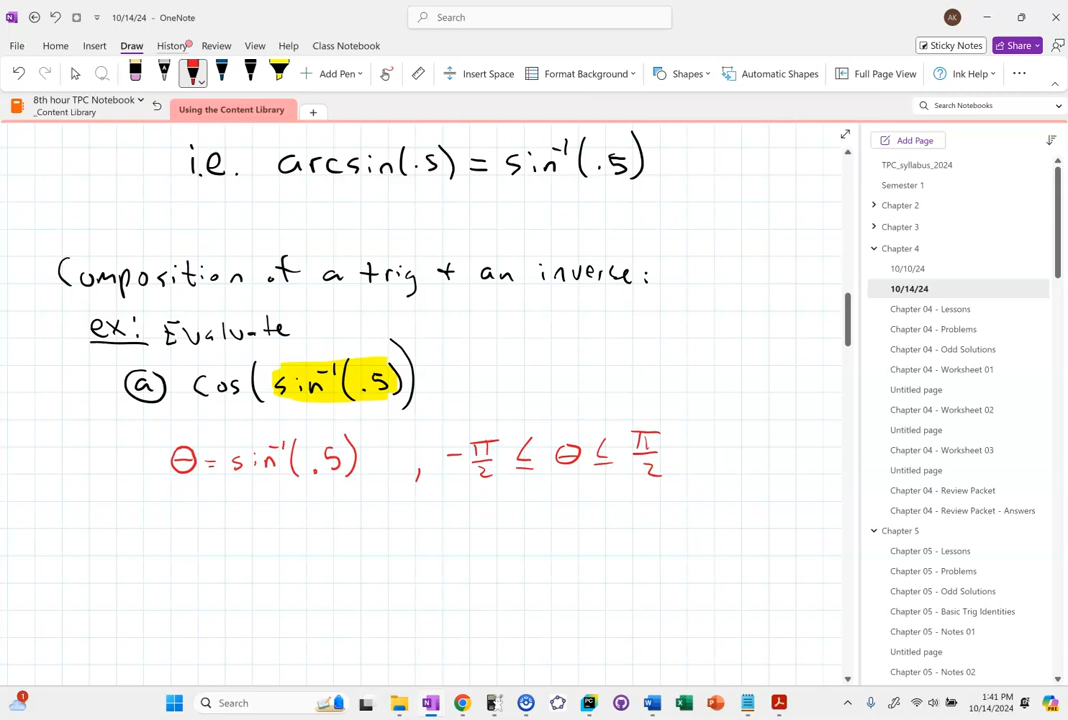 10/14/24 - OneNote
Search
AK
File Home Insert Draw History Review View Help Class Notebook
Sticky Notes Share
Add Pen Insert Space Format Background Shapes Automatic Shapes Full Page View Ink Help
8th hour TPC Notebook
_Content Library
Using the Content Library
Search Notebooks
i.e. arcsin(.5) = sin⁻¹(.5)
Composition of a trig + an inverse:
ex: Evaluate
(a) cos(sin⁻¹(.5))
θ = sin⁻¹(.5) , -π/2 ≤ θ ≤ π/2
Add Page
TPC_syllabus_2024
Semester 1
Chapter 2
Chapter 3
Chapter 4
10/10/24
10/14/24
Chapter 04 - Lessons
Chapter 04 - Problems
Chapter 04 - Odd Solutions
Chapter 04 - Worksheet 01
Untitled page
Chapter 04 - Worksheet 02
Untitled page
Chapter 04 - Worksheet 03
Untitled page
Chapter 04 - Review Packet
Chapter 04 - Review Packet - Answers
Chapter 5
Chapter 05 - Lessons
Chapter 05 - Problems
Chapter 05 - Odd Solutions
Chapter 05 - Basic Trig Identities
Chapter 05 - Notes 01
Untitled page
Chapter 05 - Notes 02
1
Search
1:41 PM
10/14/2024